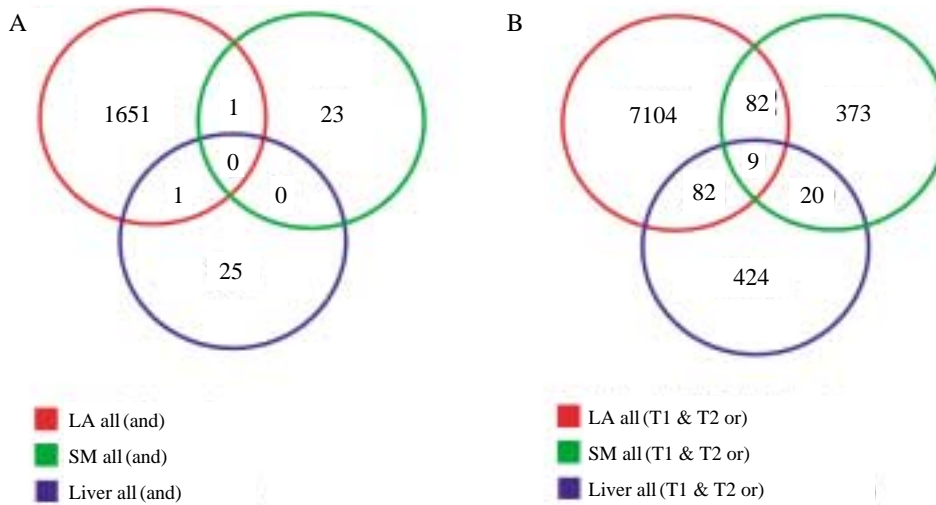 A
1651
1
23
0
1
0
25
LA all (and)
SM all (and)
Liver all (and)
B
7104
82
373
9
82
20
424
LA all (T1 & T2 or)
SM all (T1 & T2 or)
Liver all (T1 & T2 or)